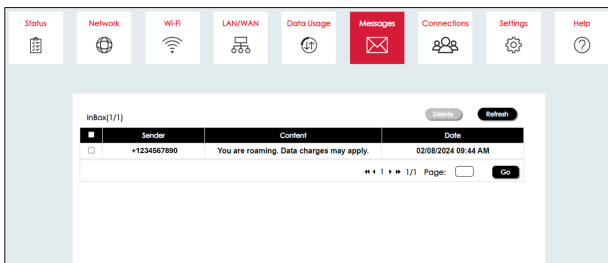 Status Network Wi-Fi LAN/WAN Data Usage Messages Connections Settings Help
InBox(1/1) Delete Refresh
Sender Content Date
+1234567890 You are roaming. Data charges may apply. 02/08/2024 09:44 AM
1 1/1 Page: Go